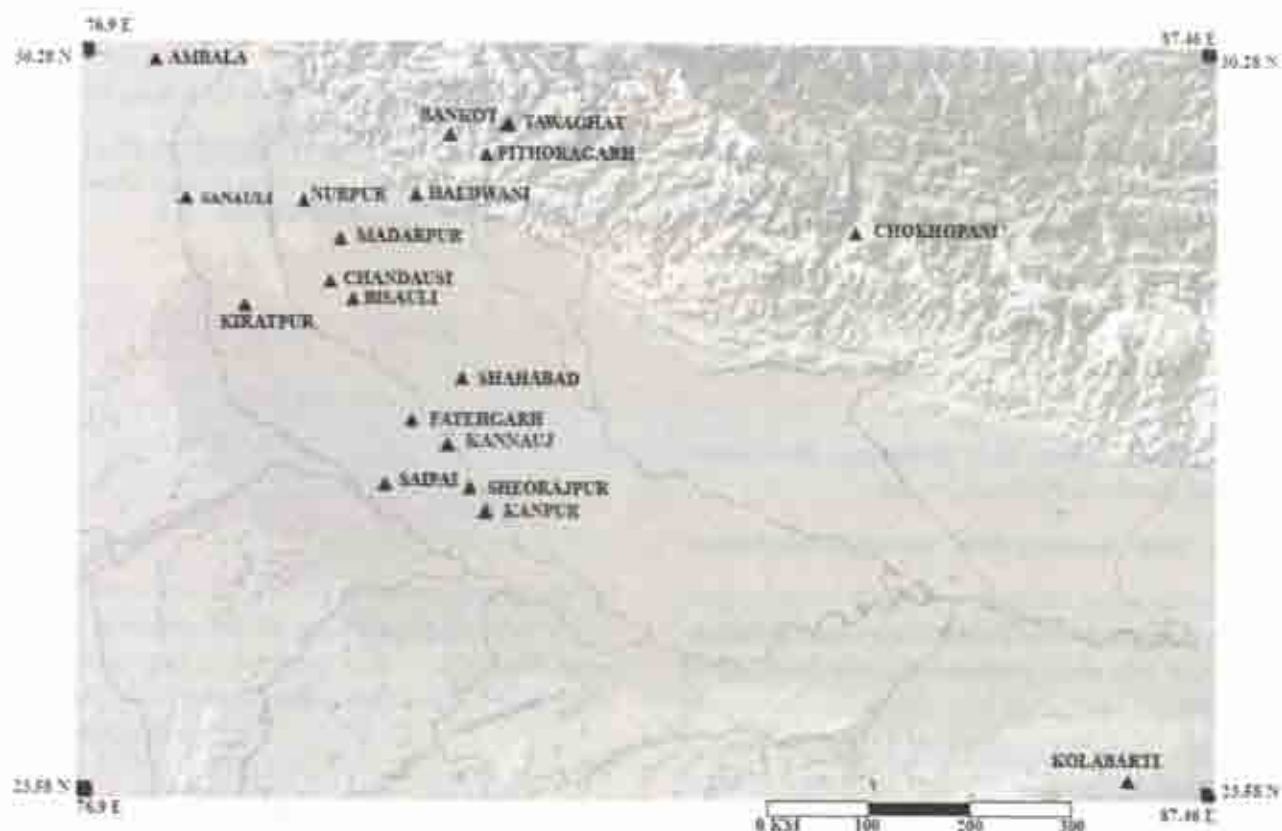 76.9 E
87.46 E
30.28 N
30.28 N
AMBALA
BANKOT
TAWAGHAT
PITHORAGARH
SANAULI
NURPUR
HALDWANI
MADARPUR
CHOKHOPANI
CHANDAUSI
BISAULI
KIRATPUR
SHAHABAD
FATEHGARH
KANNAUJ
SAIPAI
SHEORAJPUR
KANPUR
KOLABARTI
23.58 N
23.58 N
76.9 E
87.46 E
0 KM
200
300